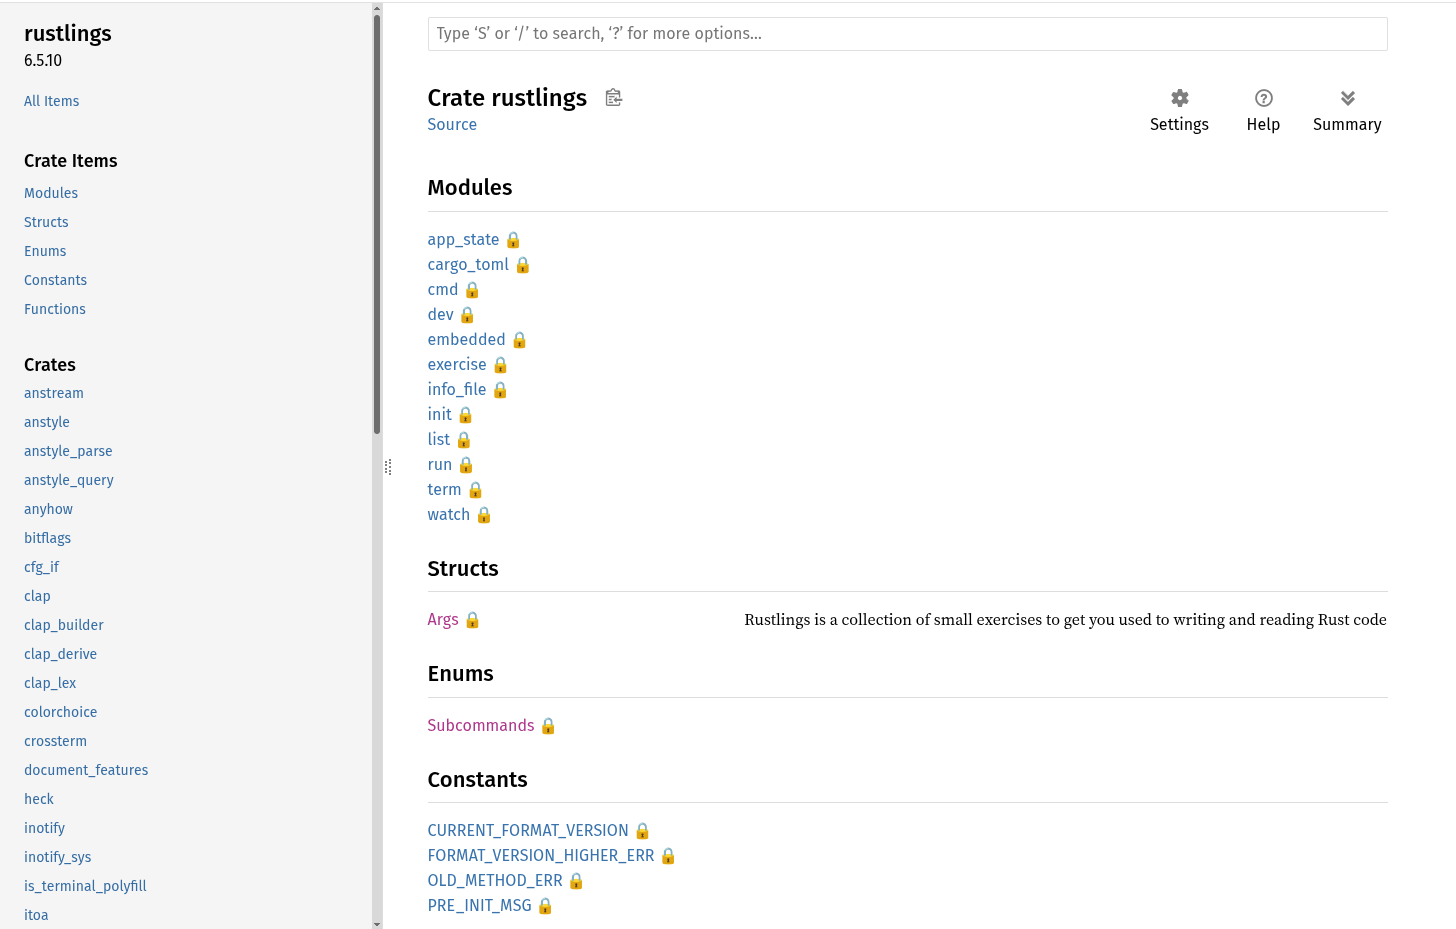 rustlings
6.5.10
All Items
Crate Items
Modules
Structs
Enums
Constants
Functions
Crates
anstream
anstyle
anstyle_parse
anstyle_query
anyhow
bitflags
cfg_if
clap
clap_builder
clap_derive
clap_lex
colorchoice
crossterm
document_features
heck
inotify
inotify_sys
is_terminal_polyfill
itoa
Type ‘S’ or ‘/’ to search, ‘?’ for more options…
Crate rustlings
Source
Settings
Help
Summary
Modules
app_state 🔒
cargo_toml 🔒
cmd 🔒
dev 🔒
embedded 🔒
exercise 🔒
info_file 🔒
init 🔒
list 🔒
run 🔒
term 🔒
watch 🔒
Structs
Args 🔒 Rustlings is a collection of small exercises to get you used to writing and reading Rust code
Enums
Subcommands 🔒
Constants
CURRENT_FORMAT_VERSION 🔒
FORMAT_VERSION_HIGHER_ERR 🔒
OLD_METHOD_ERR 🔒
PRE_INIT_MSG 🔒